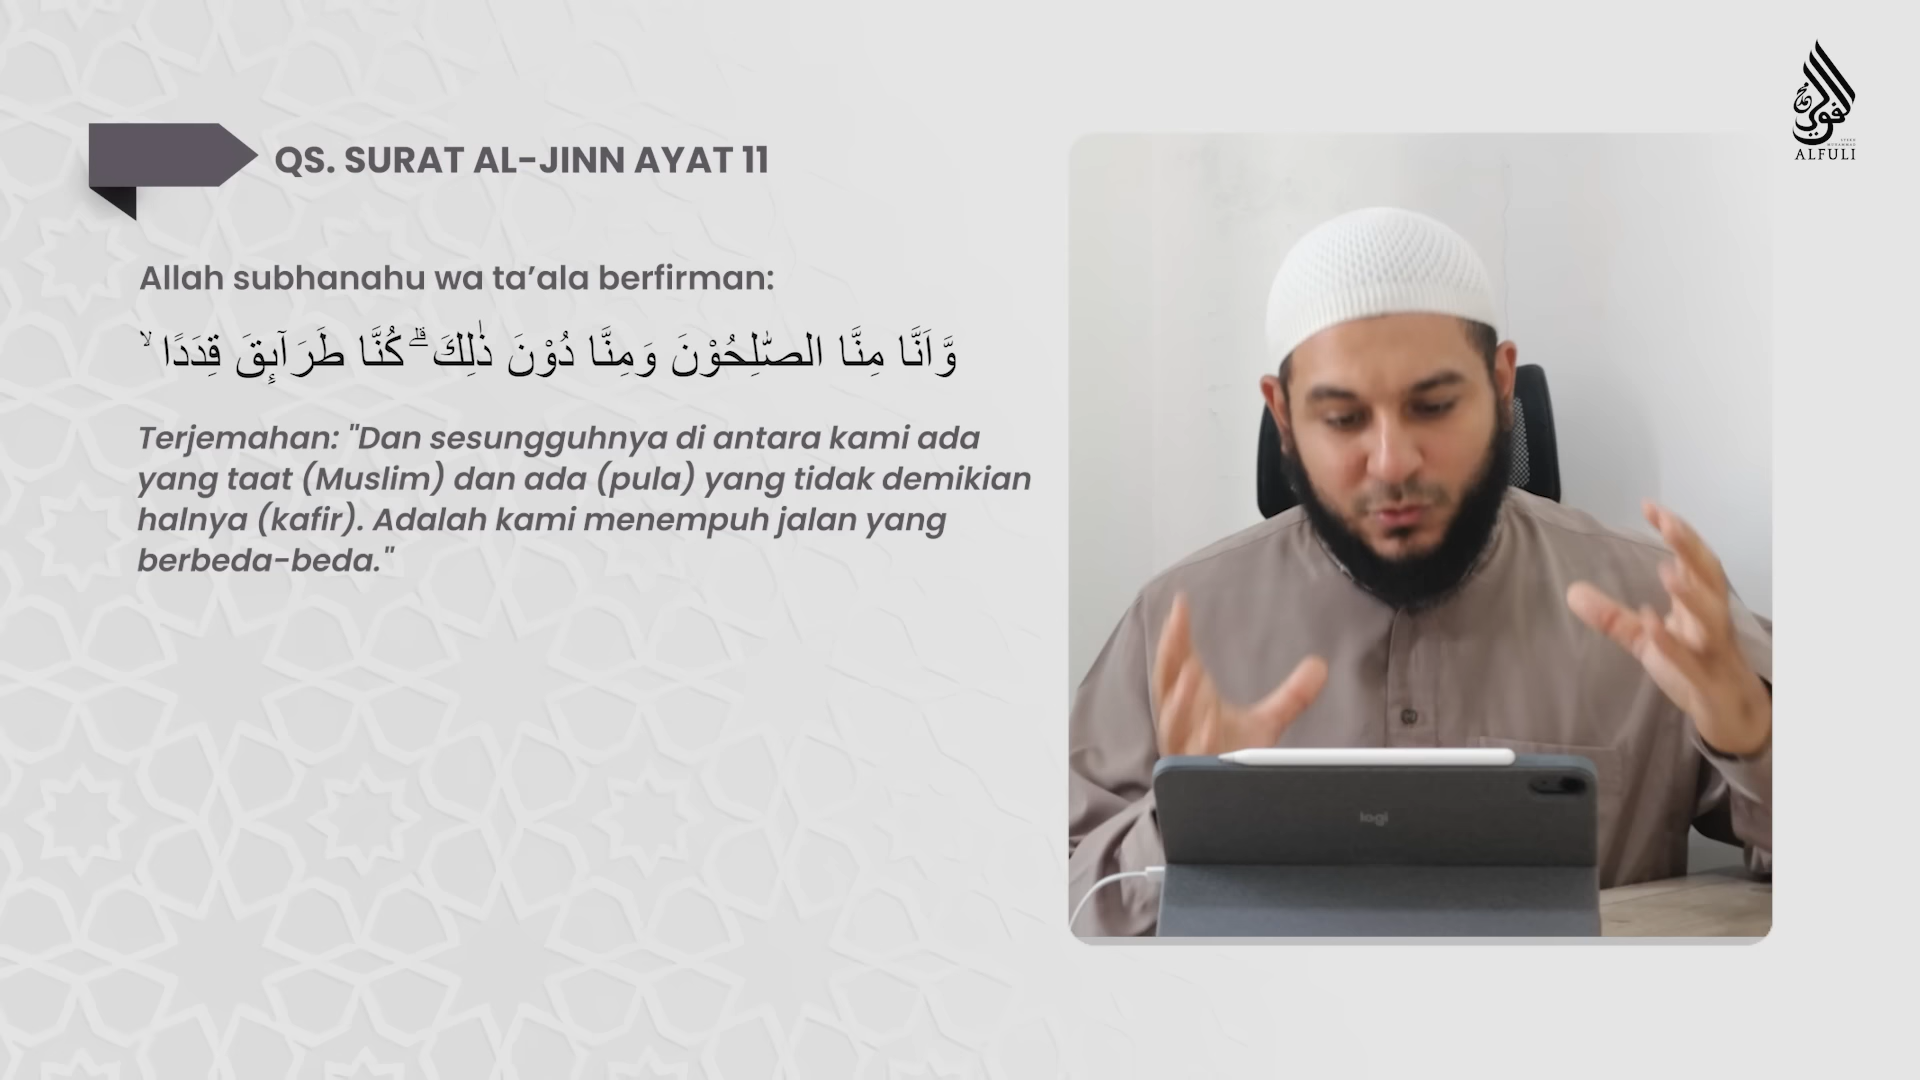 QS. SURAT AL-JINN AYAT 11
Allah subhanahu wa ta’ala berfirman:
وَّاَنَّا مِنَّا الصّٰلِحُوْنَ وَمِنَّا دُوْنَ ذٰلِكَۗ كُنَّا طَرَاۤىِٕقَ قِدَدًاۙ
Terjemahan: "Dan sesungguhnya di antara kami ada
yang taat (Muslim) dan ada (pula) yang tidak demikian
halnya (kafir). Adalah kami menempuh jalan yang
berbeda-beda."
ALFULI
logi